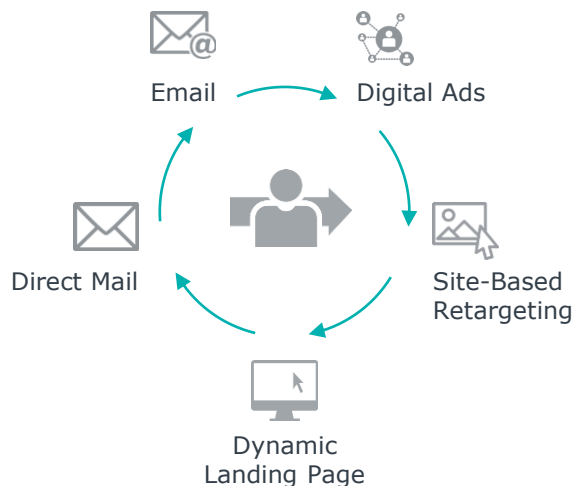 Email
Digital Ads
Direct Mail
Site-Based
Retargeting
Dynamic
Landing Page